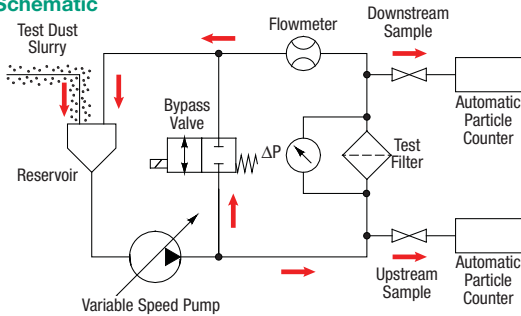 Schematic
Test Dust
Slurry
Flowmeter
Downstream
Sample
Automatic
Particle
Counter
Bypass
Valve
ΔP
Test
Filter
Reservoir
Variable Speed Pump
Upstream
Sample
Automatic
Particle
Counter